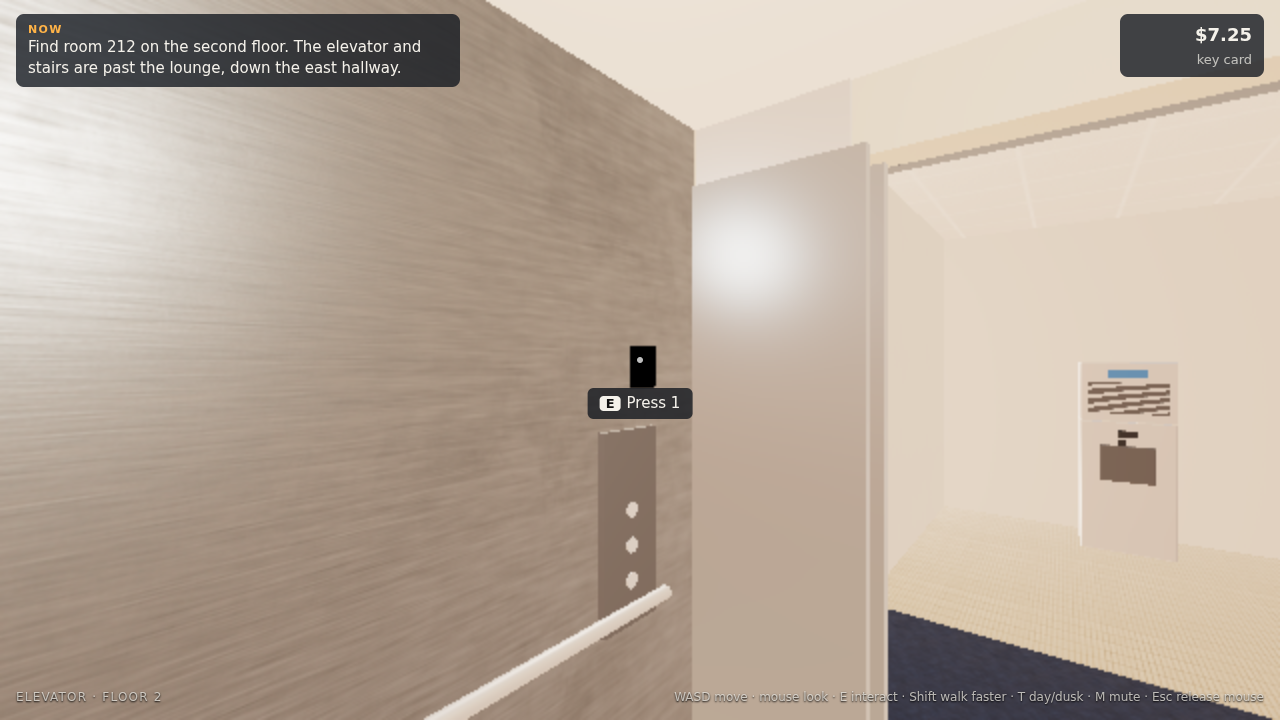 NOW
Find room 212 on the second floor. The elevator and
stairs are past the lounge, down the east hallway.
$7.25
key card
E Press 1
ELEVATOR · FLOOR 2
WASD move · mouse look · E interact · Shift walk faster · T day/dusk · M mute · Esc release mouse